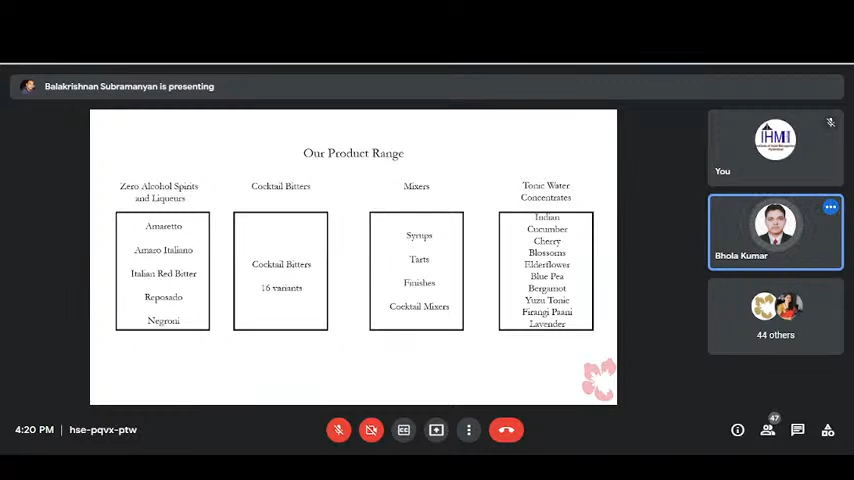 Balakrishnan Subramanyan is presenting
Our Product Range
Zero Alcohol Spirits
and Liqueurs
Amaretto
Amaro Italiano
Italian Red Bitter
Reposado
Negroni
Cocktail Bitters
Cocktail Bitters
16 variants
Mixers
Syrups
Tarts
Finishes
Cocktail Mixers
Tonic Water
Concentrates
Indian
Cucumber
Cherry
Blossoms
Elderflower
Blue Pea
Bergamot
Yuzu Tonic
Firangi Paani
Lavender
IHM
You
Bhola Kumar
44 others
4:20 PM | hse-pqvx-ptw
47